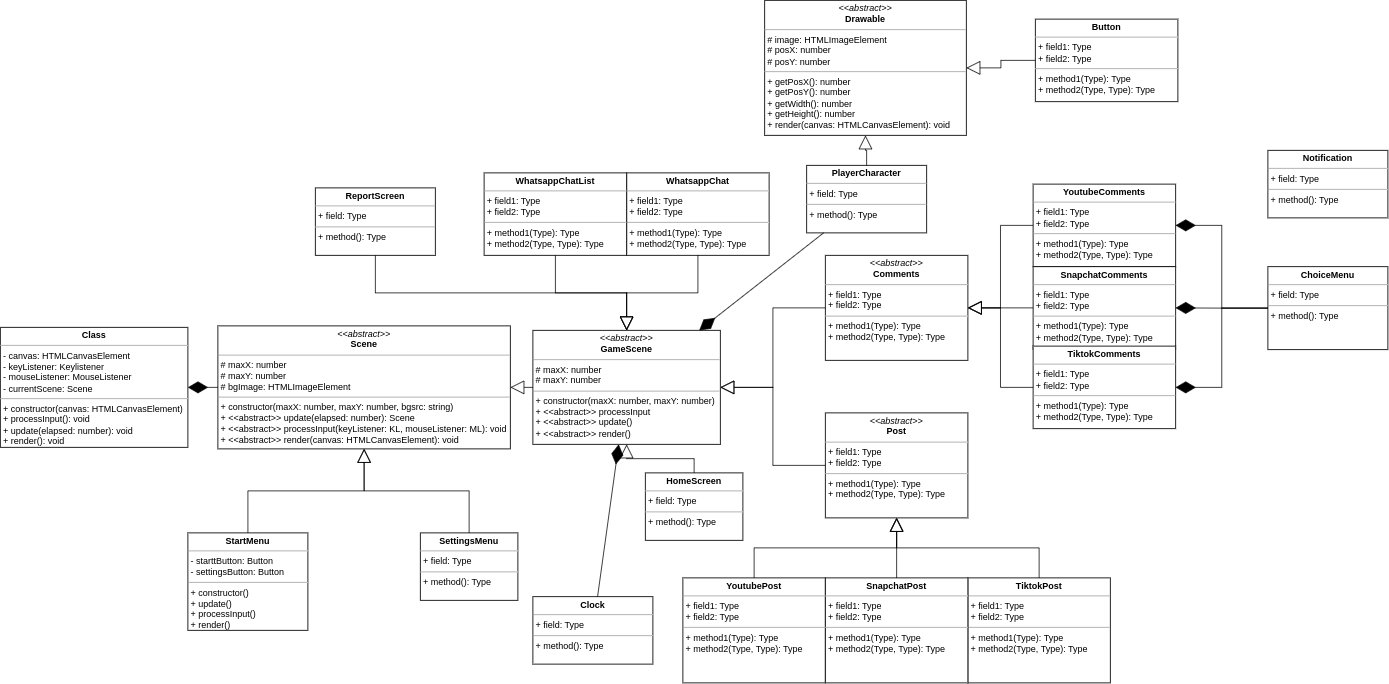 <<abstract>>
Drawable
# image: HTMLImageElement
# posX: number
# posY: number
+ getPosX(): number
+ getPosY(): number
+ getWidth(): number
+ getHeight(): number
+ render(canvas: HTMLCanvasElement): void
Button
+ field1: Type
+ field2: Type
+ method1(Type): Type
+ method2(Type, Type): Type
Notification
+ field: Type
+ method(): Type
ReportScreen
+ field: Type
+ method(): Type
WhatsappChatList
+ field1: Type
+ field2: Type
+ method1(Type): Type
+ method2(Type, Type): Type
WhatsappChat
+ field1: Type
+ field2: Type
+ method1(Type): Type
+ method2(Type, Type): Type
PlayerCharacter
+ field: Type
+ method(): Type
YoutubeComments
+ field1: Type
+ field2: Type
+ method1(Type): Type
+ method2(Type, Type): Type
SnapchatComments
+ field1: Type
+ field2: Type
+ method1(Type): Type
+ method2(Type, Type): Type
TiktokComments
+ field1: Type
+ field2: Type
+ method1(Type): Type
+ method2(Type, Type): Type
ChoiceMenu
+ field: Type
+ method(): Type
<<abstract>>
Comments
+ field1: Type
+ field2: Type
+ method1(Type): Type
+ method2(Type, Type): Type
Class
- canvas: HTMLCanvasElement
- keyListener: Keylistener
- mouseListener: MouseListener
- currentScene: Scene
+ constructor(canvas: HTMLCanvasElement)
+ processInput(): void
+ update(elapsed: number): void
+ render(): void
<<abstract>>
Scene
# maxX: number
# maxY: number
# bgImage: HTMLImageElement
+ constructor(maxX: number, maxY: number, bgsrc: string)
+ <<abstract>> update(elapsed: number): Scene
+ <<abstract>> processInput(keyListener: KL, mouseListener: ML): void
+ <<abstract>> render(canvas: HTMLCanvasElement): void
<<abstract>>
GameScene
# maxX: number
# maxY: number
+ constructor(maxX: number, maxY: number)
+ <<abstract>> processInput
+ <<abstract>> update()
+ <<abstract>> render()
<<abstract>>
Post
+ field1: Type
+ field2: Type
+ method1(Type): Type
+ method2(Type, Type): Type
HomeScreen
+ field: Type
+ method(): Type
StartMenu
- starttButton: Button
- settingsButton: Button
+ constructor()
+ update()
+ processInput()
+ render()
SettingsMenu
+ field: Type
+ method(): Type
Clock
+ field: Type
+ method(): Type
YoutubePost
+ field1: Type
+ field2: Type
+ method1(Type): Type
+ method2(Type, Type): Type
SnapchatPost
+ field1: Type
+ field2: Type
+ method1(Type): Type
+ method2(Type, Type): Type
TiktokPost
+ field1: Type
+ field2: Type
+ method1(Type): Type
+ method2(Type, Type): Type